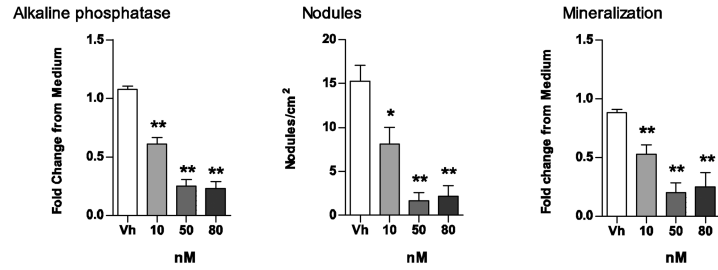 Alkaline phosphatase
Fold Change from Medium
1.5
1.0
0.5
0.0
**
**
**
Vh 10 50 80
nM
Nodules
Nodules/cm²
20
15
10
5
0
*
**
**
Vh 10 50 80
nM
Mineralization
Fold change from Medium
1.5
1.0
0.5
0.0
**
**
**
Vh 10 50 80
nM